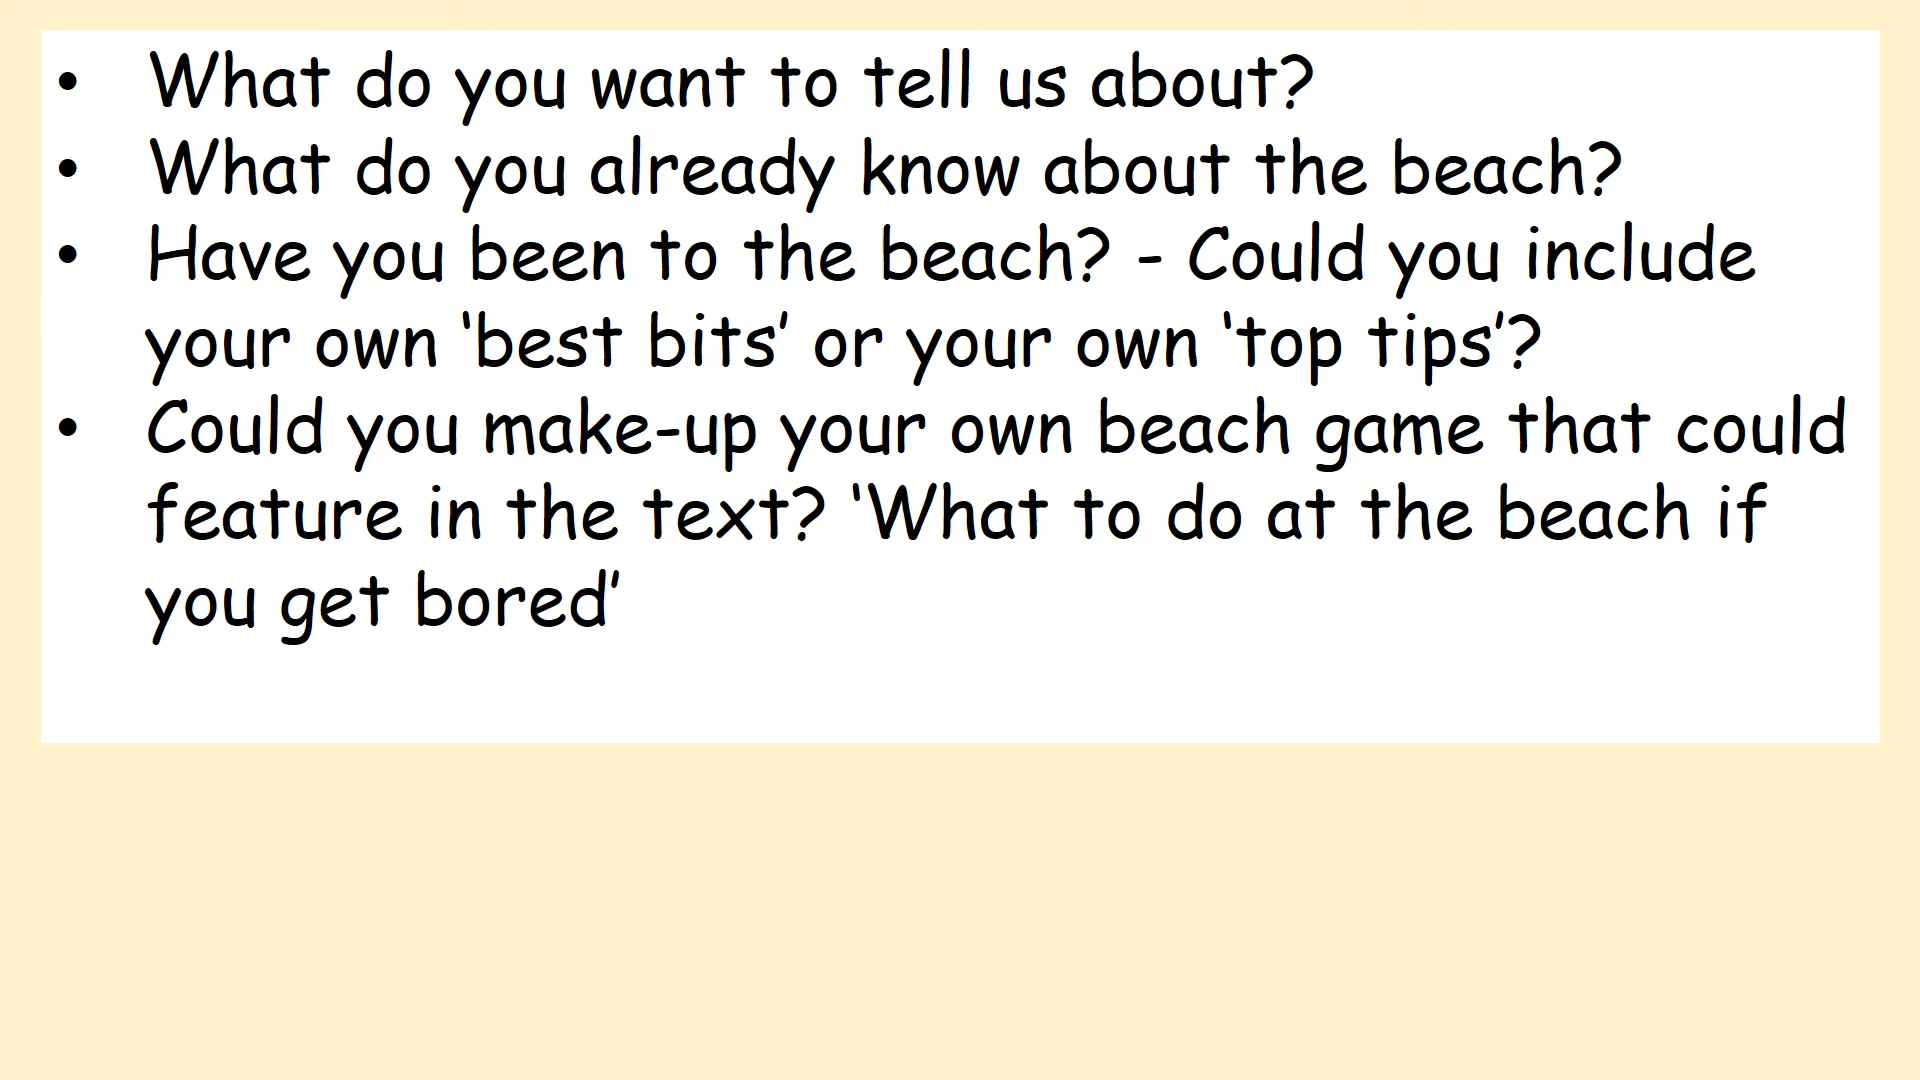 • What do you want to tell us about?
• What do you already know about the beach?
• Have you been to the beach? - Could you include
your own ‘best bits’ or your own ‘top tips’?
• Could you make-up your own beach game that could
feature in the text? ‘What to do at the beach if
you get bored’